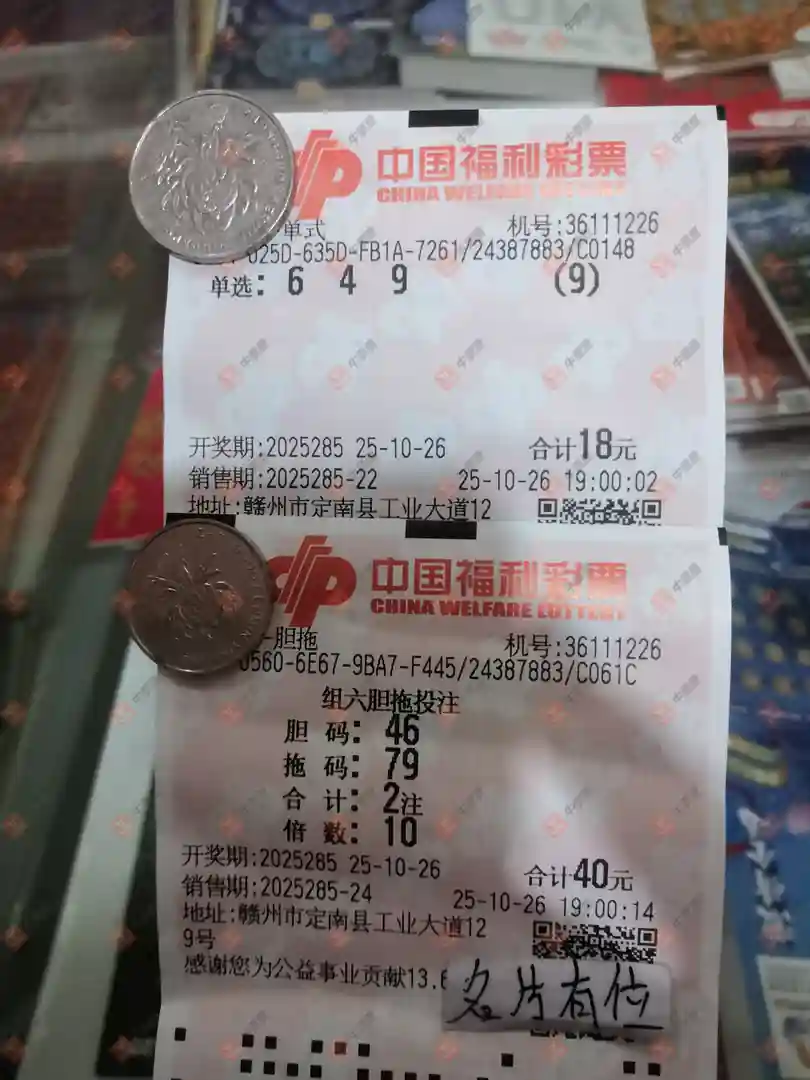 中国福利彩票
CHINA WELFARE LOTTERY
单式
机号:36111226
025D-635D-FB1A-7261/24387883/C0148
单选: 6 4 9 (9)
开奖期:2025285 25-10-26 合计18元
销售期:2025285-22 25-10-26 19:00:02
地址:赣州市定南县工业大道12
中国福利彩票
CHINA WELFARE LOTTERY
-胆拖
机号:36111226
0560-6E67-9BA7-F445/24387883/C061C
组六胆拖投注
胆 码: 46
拖 码: 79
合 计: 2注
倍 数: 10
开奖期:2025285 25-10-26 合计40元
销售期:2025285-24 25-10-26 19:00:14
地址:赣州市定南县工业大道12
9号
感谢您为公益事业贡献13.6
名片有位